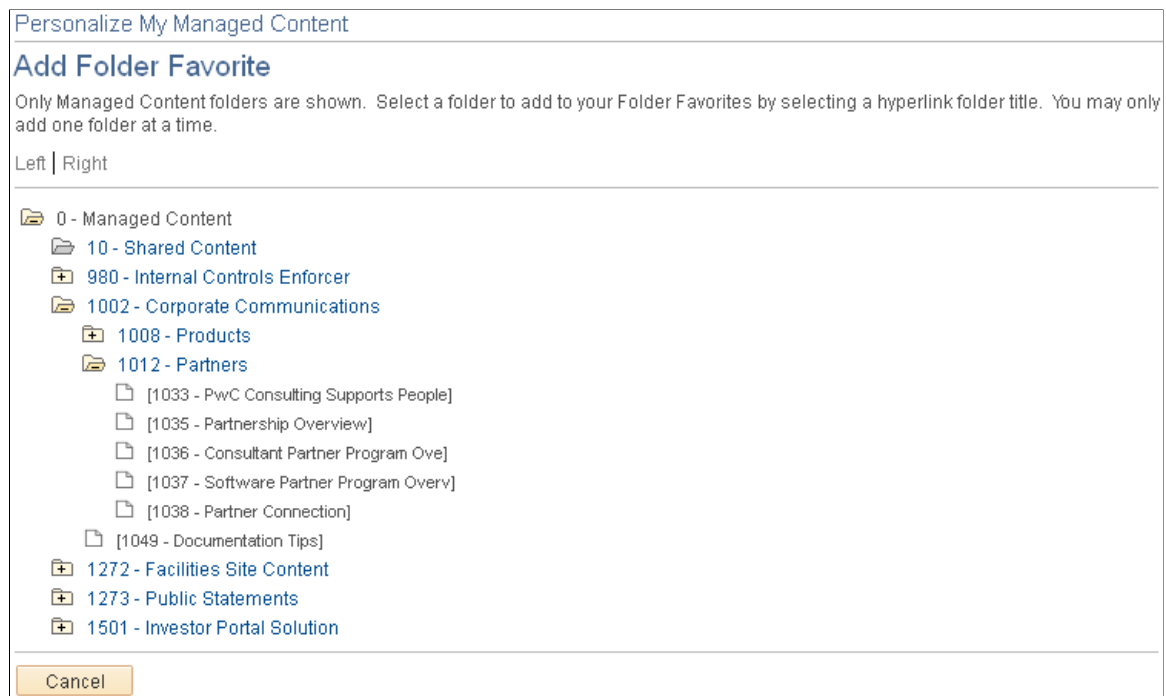 Personalize My Managed Content
Add Folder Favorite
Only Managed Content folders are shown.  Select a folder to add to your Folder Favorites by selecting a hyperlink folder title.  You may only
add one folder at a time.
Left | Right
0 - Managed Content
10 - Shared Content
980 - Internal Controls Enforcer
1002 - Corporate Communications
1008 - Products
1012 - Partners
[1033 - PwC Consulting Supports People]
[1035 - Partnership Overview]
[1036 - Consultant Partner Program Ove]
[1037 - Software Partner Program Overv]
[1038 - Partner Connection]
[1049 - Documentation Tips]
1272 - Facilities Site Content
1273 - Public Statements
1501 - Investor Portal Solution
Cancel